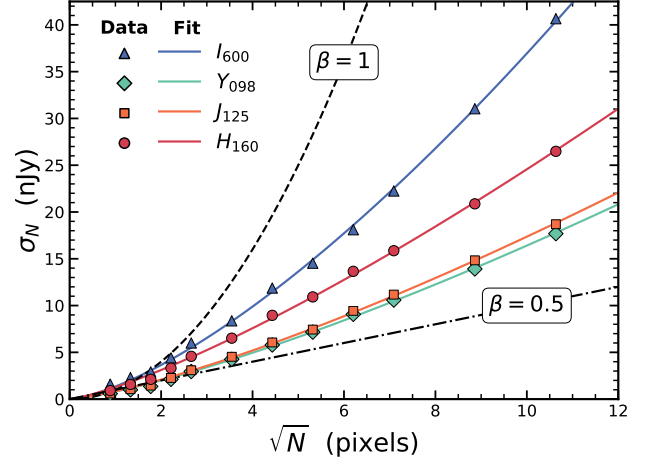 Data Fit
I₆₀₀
Y₀₉₈
J₁₂₅
H₁₆₀
β = 1
β = 0.5
40
35
30
25
20
15
10
5
0
σ_N (nJy)
0 2 4 6 8 10 12
√N (pixels)